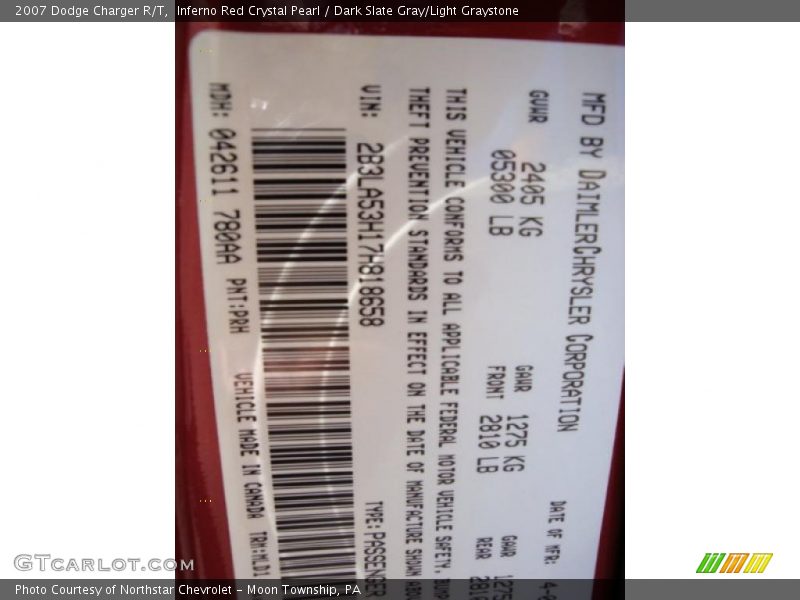 2007 Dodge Charger R/T, Inferno Red Crystal Pearl / Dark Slate Gray/Light Graystone
MFD BY DAIMLERCHRYSLER CORPORATION
DATE OF MFR:
GVWR 2405 KG
05300 LB
GAWR 1275 KG
FRONT 2810 LB
GAWR
REAR
THIS VEHICLE CONFORMS TO ALL APPLICABLE FEDERAL MOTOR VEHICLE SAFETY,
THEFT PREVENTION STANDARDS IN EFFECT ON THE DATE OF MANUFACTURE SHOWN
VIN: 2B3LA53H17H818658
TYPE: PASSENGER
MDH: 042611 780AA PNT:PRH
VEHICLE MADE IN CANADA
GTCARLOT.COM
Photo Courtesy of Northstar Chevrolet - Moon Township, PA